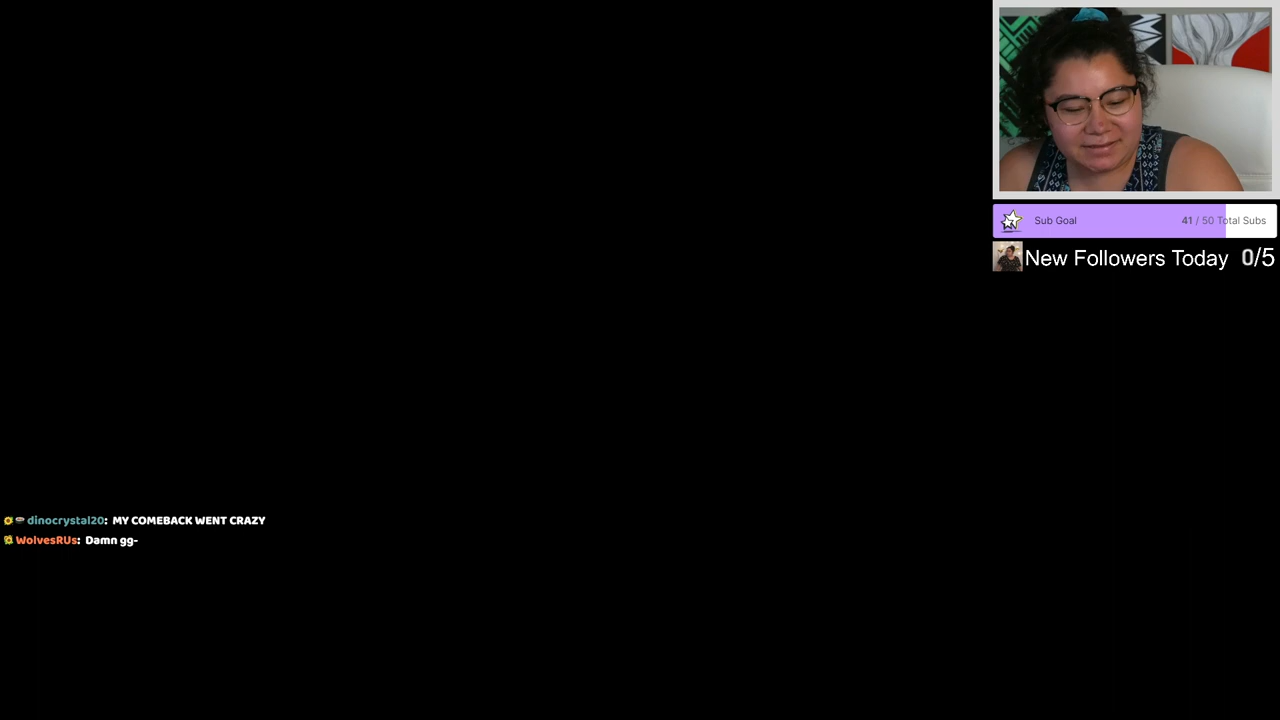 Sub Goal 41 / 50 Total Subs
New Followers Today 0/5
dinocrystal20: MY COMEBACK WENT CRAZY
WolvesRUs: Damn gg-